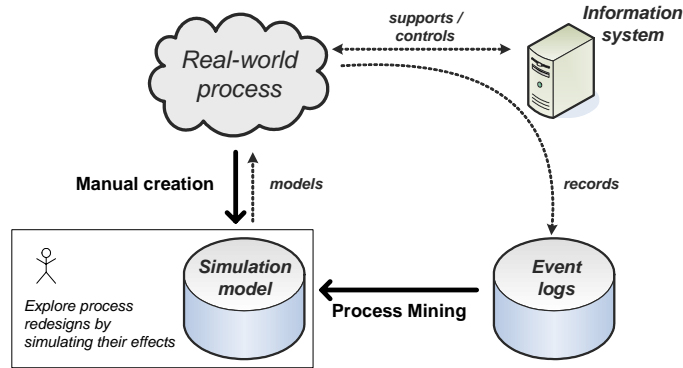 supports /
controls
Information
system
Real-world
process
Manual creation
models
records
Simulation
model
Event
logs
Process Mining
Explore process
redesigns by
simulating their effects